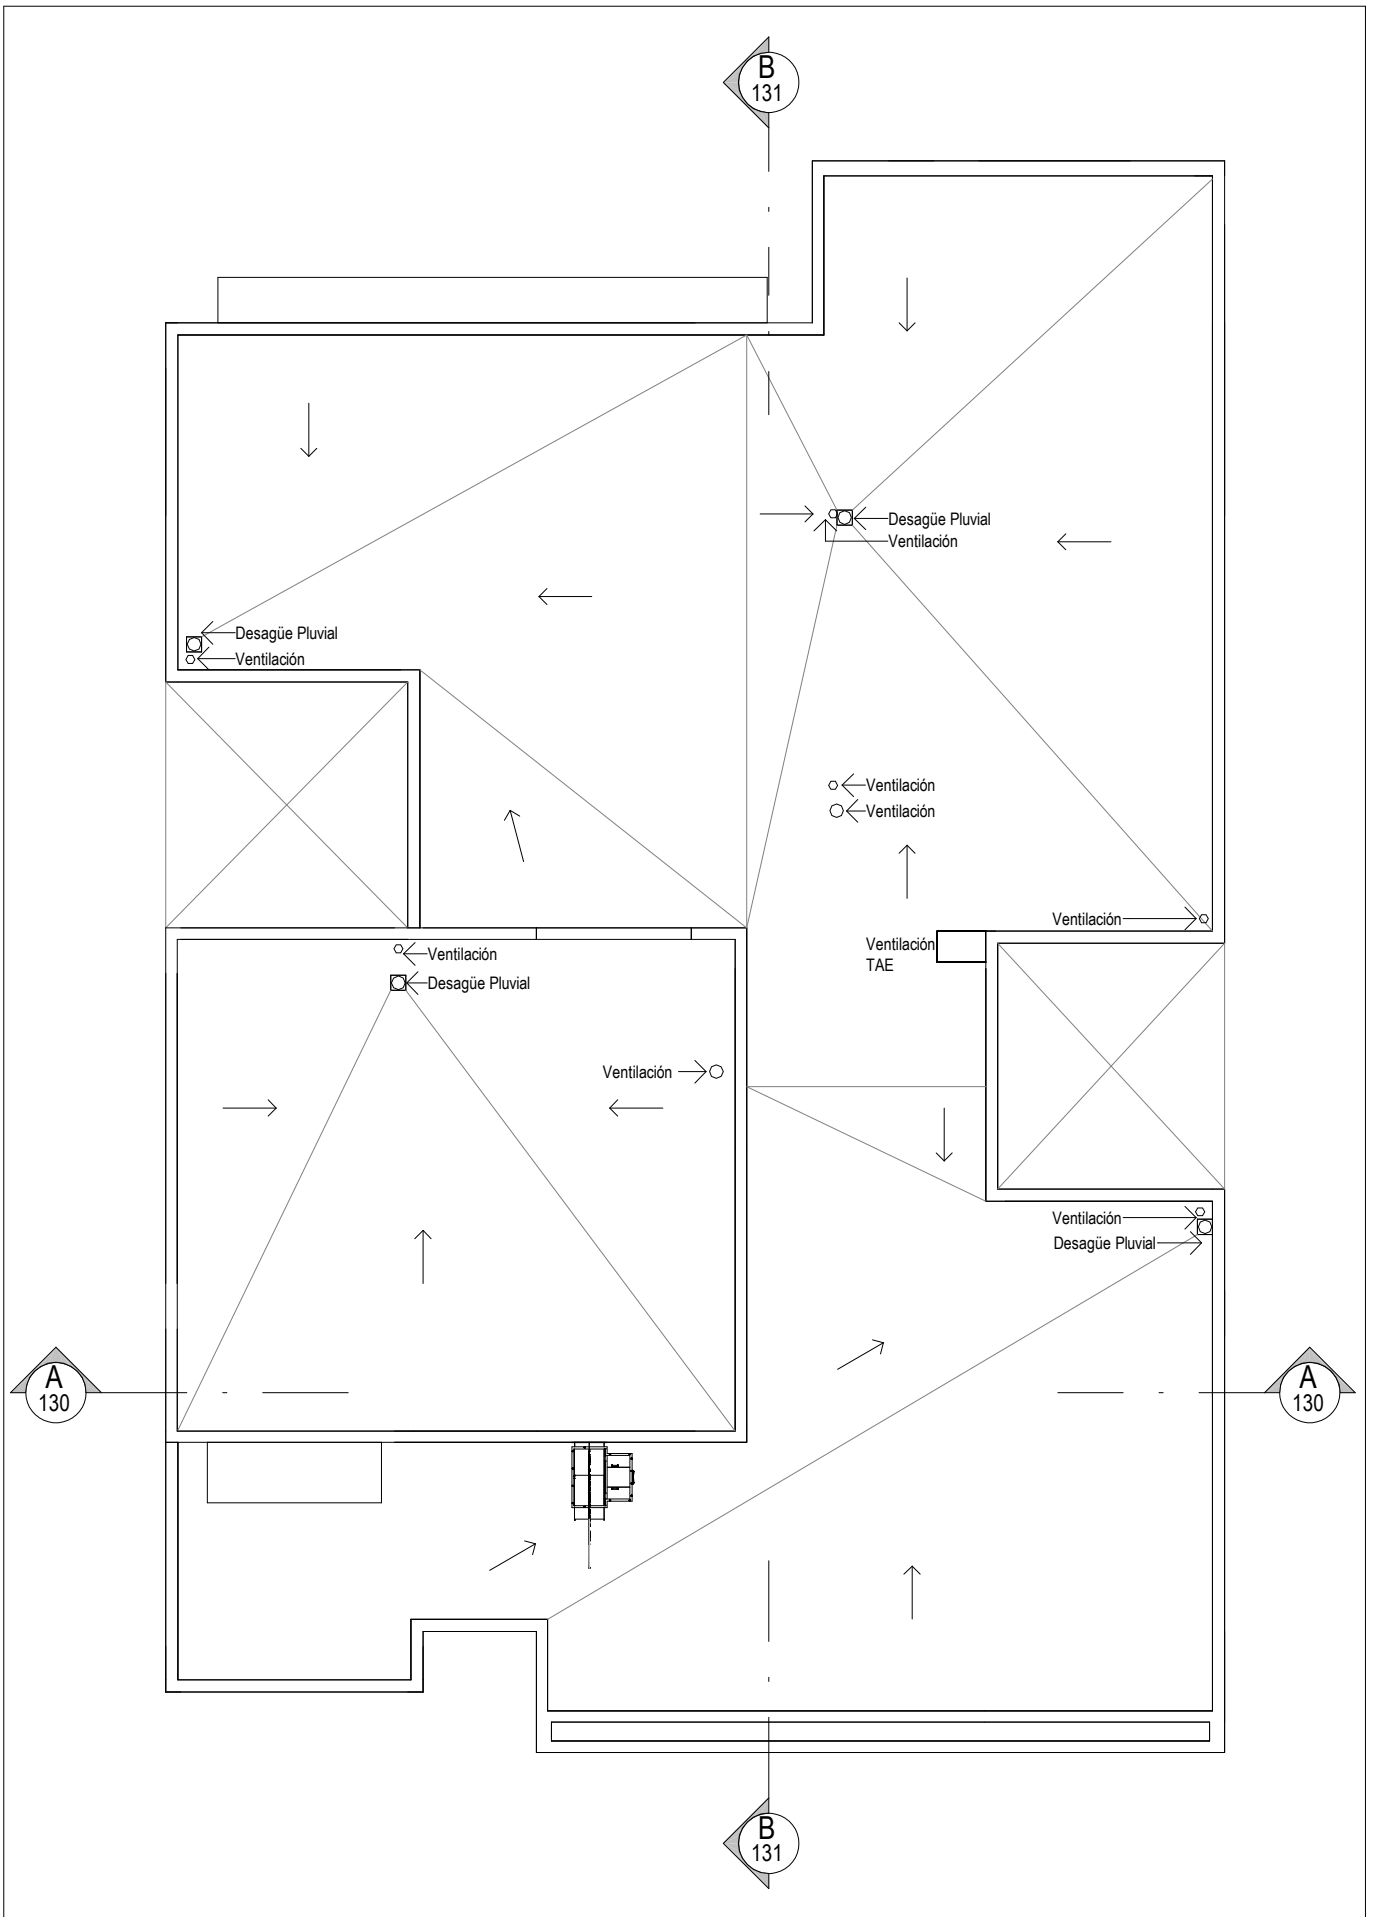 B
131
Desagüe Pluvial
Ventilación
Desagüe Pluvial
Ventilación
Ventilación
Ventilación
Ventilación
Ventilación
TAE
Ventilación
Desagüe Pluvial
Ventilación
Ventilación
Desagüe Pluvial
A
130
A
130
B
131